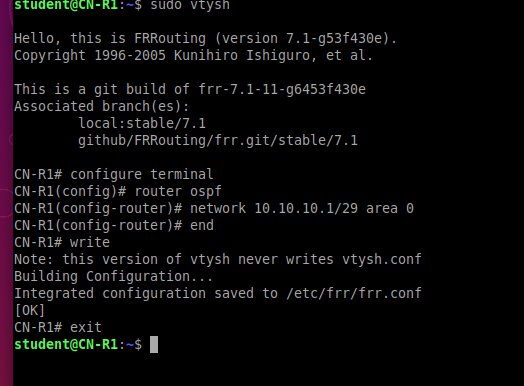 student@CN-R1:~$ sudo vtysh
Hello, this is FRRouting (version 7.1-g53f430e).
Copyright 1996-2005 Kunihiro Ishiguro, et al.
This is a git build of frr-7.1-11-g6453f430e
Associated branch(es):
local:stable/7.1
github/FRRouting/frr.git/stable/7.1
CN-R1# configure terminal
CN-R1(config)# router ospf
CN-R1(config-router)# network 10.10.10.1/29 area 0
CN-R1(config-router)# end
CN-R1# write
Note: this version of vtysh never writes vtysh.conf
Building Configuration...
Integrated configuration saved to /etc/frr/frr.conf
[OK]
CN-R1# exit
student@CN-R1:~$